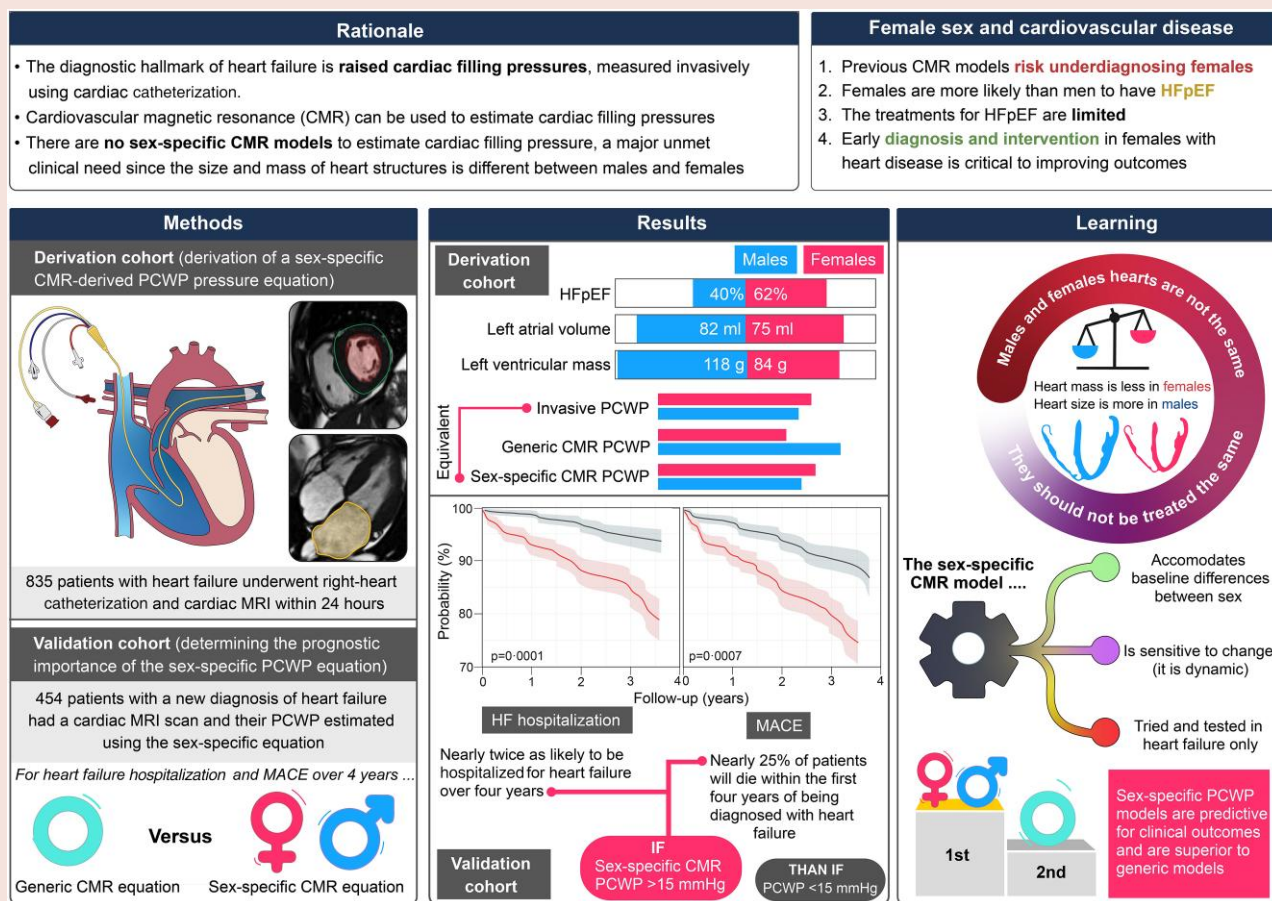 Rationale
• The diagnostic hallmark of heart failure is raised cardiac filling pressures, measured invasively
using cardiac catheterization.
• Cardiovascular magnetic resonance (CMR) can be used to estimate cardiac filling pressures
• There are no sex-specific CMR models to estimate cardiac filling pressure, a major unmet
clinical need since the size and mass of heart structures is different between males and females
Female sex and cardiovascular disease
1. Previous CMR models risk underdiagnosing females
2. Females are more likely than men to have HFpEF
3. The treatments for HFpEF are limited
4. Early diagnosis and intervention in females with
heart disease is critical to improving outcomes
Methods
Derivation cohort (derivation of a sex-specific
CMR-derived PCWP pressure equation)
835 patients with heart failure underwent right-heart
catheterization and cardiac MRI within 24 hours
Validation cohort (determining the prognostic
importance of the sex-specific PCWP equation)
454 patients with a new diagnosis of heart failure
had a cardiac MRI scan and their PCWP estimated
using the sex-specific equation
For heart failure hospitalization and MACE over 4 years ...
Versus
Generic CMR equation
Sex-specific CMR equation
Results
Derivation
cohort
Males
Females
HFpEF
40%
62%
Left atrial volume
82 ml
75 ml
Left ventricular mass
118 g
84 g
Equivalent
Invasive PCWP
Generic CMR PCWP
Sex-specific CMR PCWP
Probability (%)
100
90
80
70
p=0·0001
0
1
2
3
4
p=0·0007
0
1
2
3
4
Follow-up (years)
HF hospitalization
MACE
Nearly twice as likely to be
hospitalized for heart failure
over four years
Nearly 25% of patients
will die within the first
four years of being
diagnosed with heart
failure
Validation
cohort
IF
Sex-specific CMR
PCWP >15 mmHg
THAN IF
PCWP <15 mmHg
Learning
Males and females hearts are not the same
Heart mass is less in females
Heart size is more in males
They should not be treated the same
The sex-specific
CMR model ....
Accomodates
baseline differences
between sex
Is sensitive to change
(it is dynamic)
Tried and tested in
heart failure only
1st
2nd
Sex-specific PCWP
models are predictive
for clinical outcomes
and are superior to
generic models